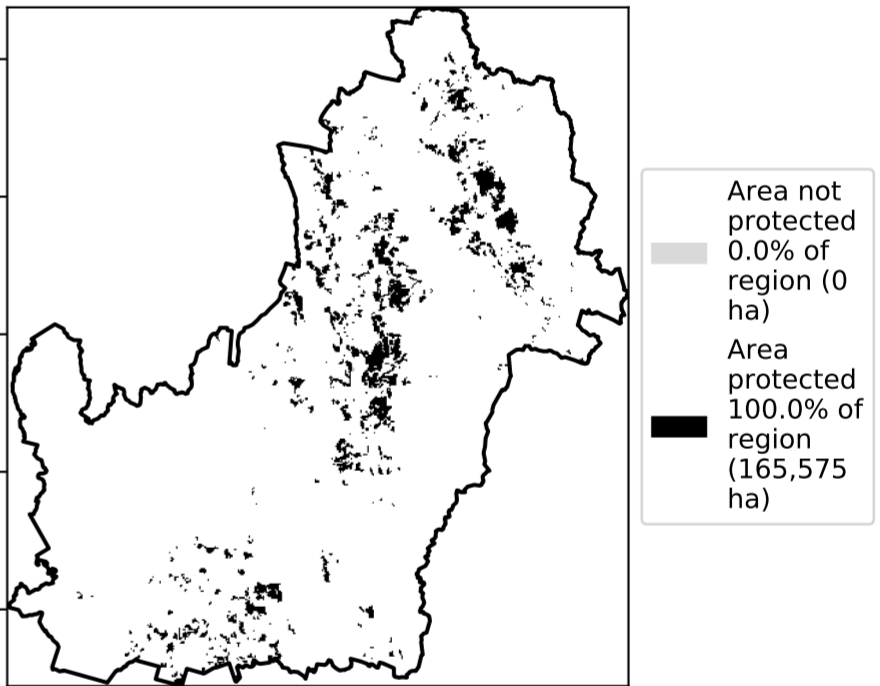 Area not
protected
0.0% of
region (0
ha)
Area
protected
100.0% of
region
(165,575
ha)